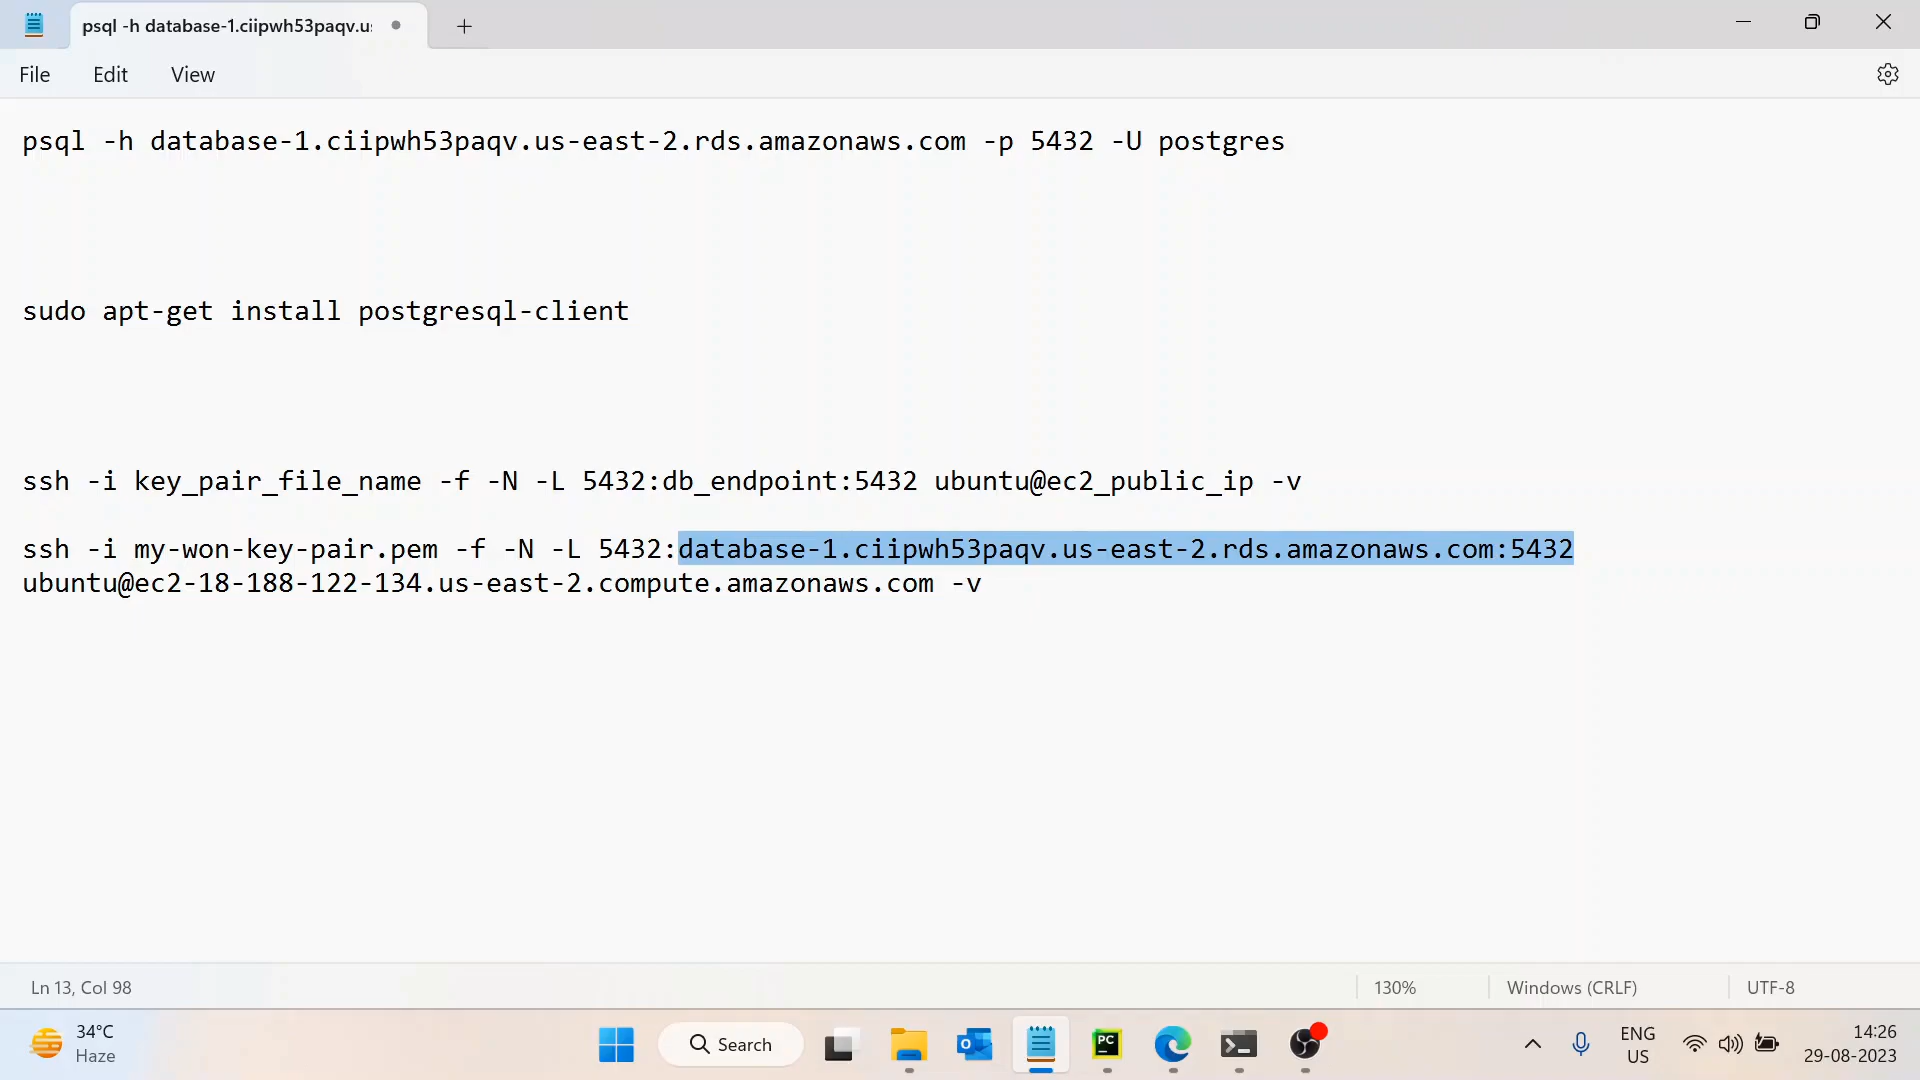 psql -h database-1.ciipwh53paqv.u
File Edit View
psql -h database-1.ciipwh53paqv.us-east-2.rds.amazonaws.com -p 5432 -U postgres
sudo apt-get install postgresql-client
ssh -i key_pair_file_name -f -N -L 5432:db_endpoint:5432 ubuntu@ec2_public_ip -v
ssh -i my-won-key-pair.pem -f -N -L 5432:database-1.ciipwh53paqv.us-east-2.rds.amazonaws.com:5432
ubuntu@ec2-18-188-122-134.us-east-2.compute.amazonaws.com -v
Ln 13, Col 98
130%
Windows (CRLF)
UTF-8
34°C
Haze
Search
PC
ENG
US
14:26
29-08-2023